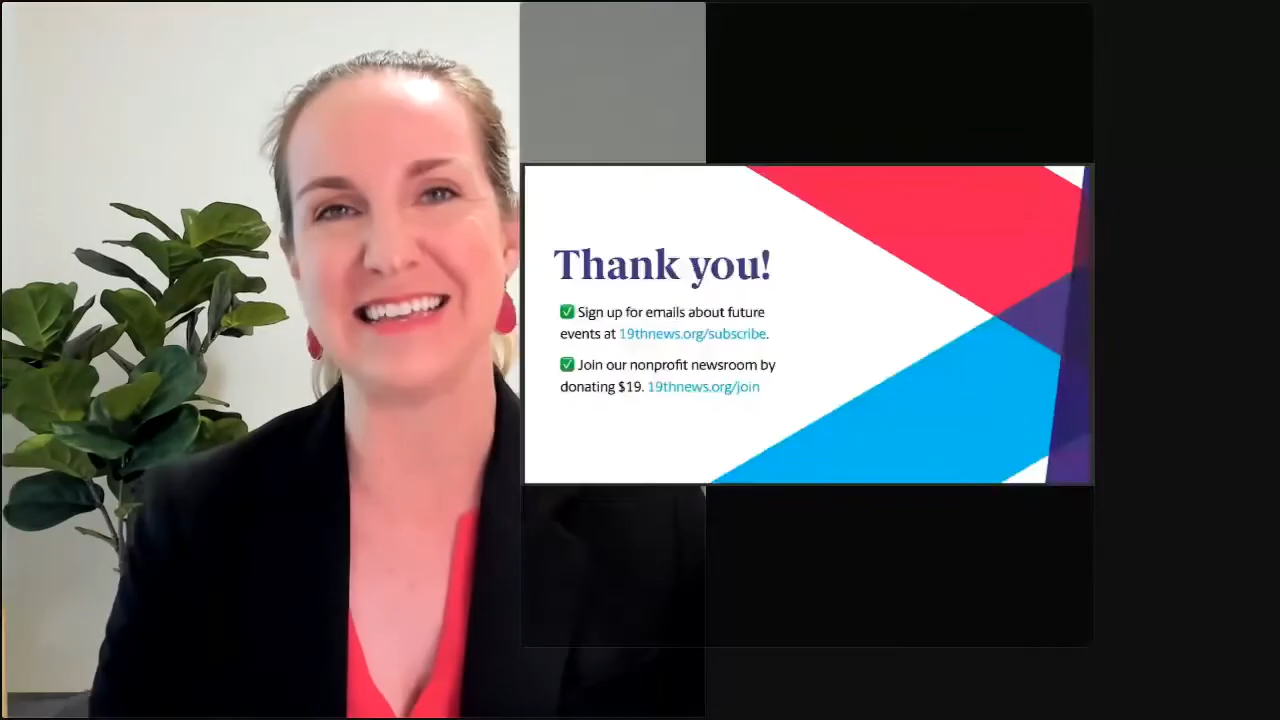 Thank you!
✅ Sign up for emails about future
events at 19thnews.org/subscribe.
✅ Join our nonprofit newsroom by
donating $19. 19thnews.org/join